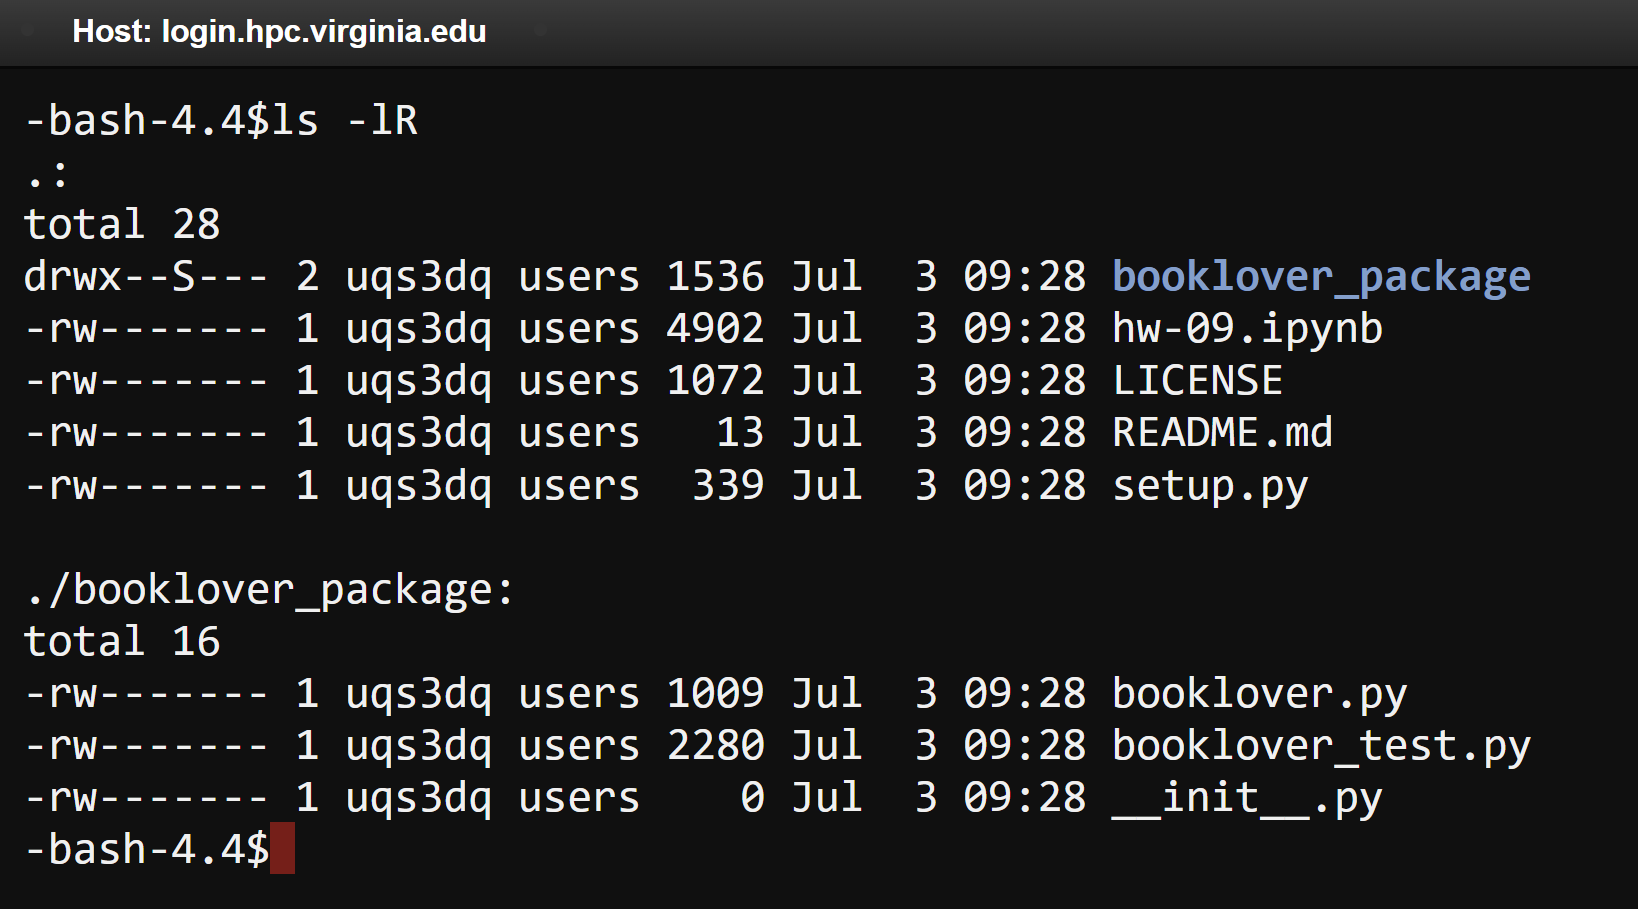 Host: login.hpc.virginia.edu
-bash-4.4$ls -lR
.:
total 28
drwx--S--- 2 uqs3dq users 1536 Jul  3 09:28 booklover_package
-rw------- 1 uqs3dq users 4902 Jul  3 09:28 hw-09.ipynb
-rw------- 1 uqs3dq users 1072 Jul  3 09:28 LICENSE
-rw------- 1 uqs3dq users   13 Jul  3 09:28 README.md
-rw------- 1 uqs3dq users  339 Jul  3 09:28 setup.py

./booklover_package:
total 16
-rw------- 1 uqs3dq users 1009 Jul  3 09:28 booklover.py
-rw------- 1 uqs3dq users 2280 Jul  3 09:28 booklover_test.py
-rw------- 1 uqs3dq users    0 Jul  3 09:28 __init__.py
-bash-4.4$